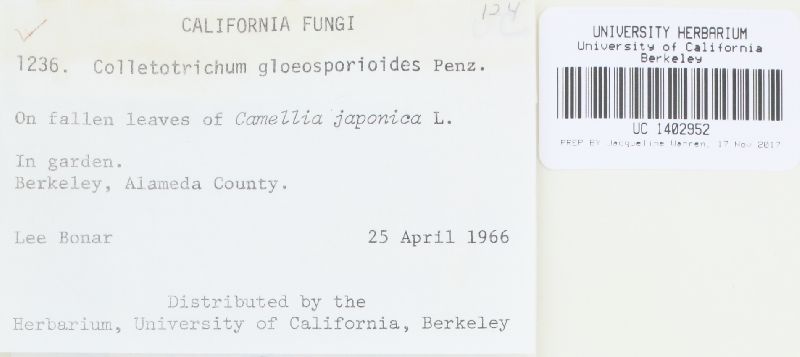 124
CALIFORNIA FUNGI
1236. Colletotrichum gloeosporioides Penz.
On fallen leaves of Camellia japonica L.
In garden.
Berkeley, Alameda County.
Lee Bonar 25 April 1966
Distributed by the
Herbarium, University of California, Berkeley
UNIVERSITY HERBARIUM
University of California
Berkeley
UC 1402952
PREP BY Jacqueline Warren, 17 Nov 2017